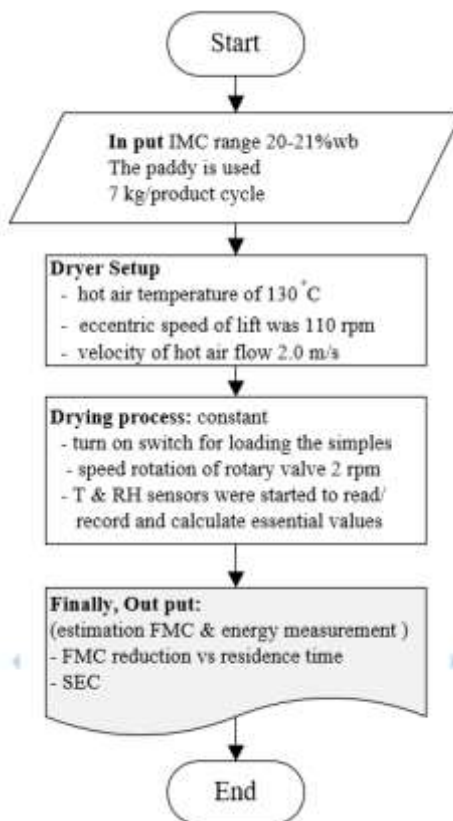 Start
In put IMC range 20-21%wb
The paddy is used
7 kg/product cycle
Dryer Setup
- hot air temperature of 130°C
- eccentric speed of lift was 110 rpm
- velocity of hot air flow 2.0 m/s
Drying process: constant
- turn on switch for loading the simples
- speed rotation of rotary valve 2 rpm
- T & RH sensors were started to read/
record and calculate essential values
Finally, Out put:
(estimation FMC & energy measurement )
- FMC reduction vs residence time
- SEC
End